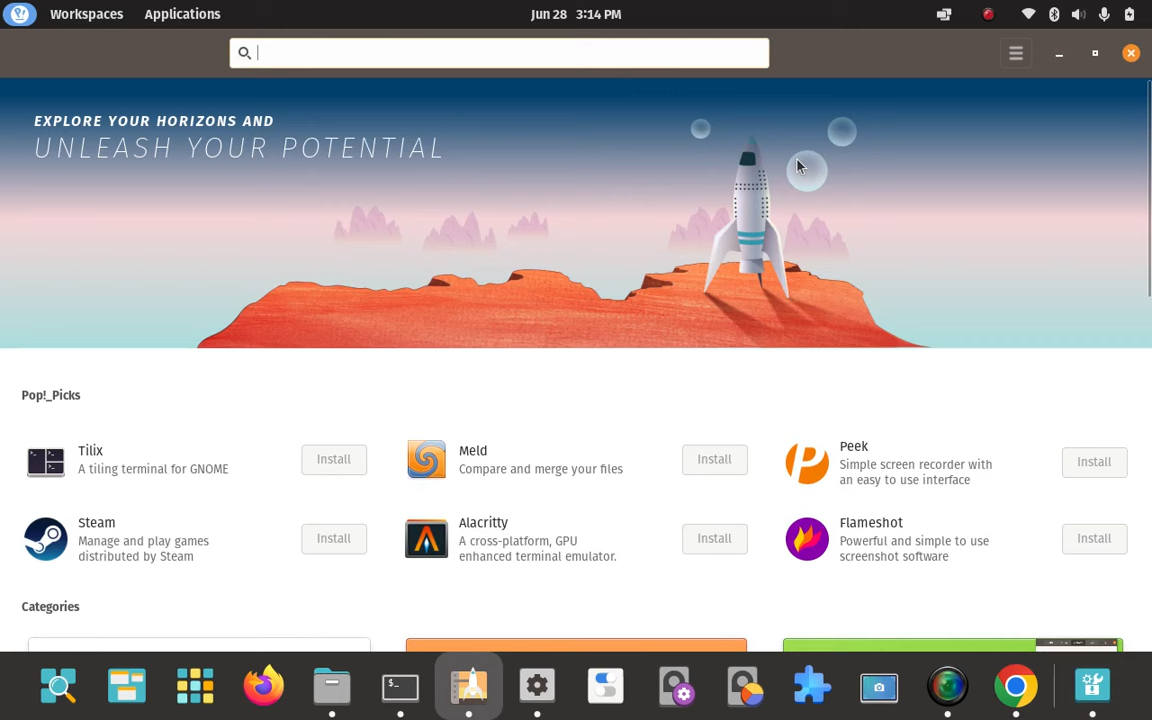 Workspaces
Applications
Jun 28 3:14 PM
EXPLORE YOUR HORIZONS AND
UNLEASH YOUR POTENTIAL
Pop!_Picks
Tilix
A tiling terminal for GNOME
Install
Meld
Compare and merge your files
Install
Peek
Simple screen recorder with
an easy to use interface
Install
Steam
Manage and play games
distributed by Steam
Install
Alacritty
A cross-platform, GPU
enhanced terminal emulator.
Install
Flameshot
Powerful and simple to use
screenshot software
Install
Categories